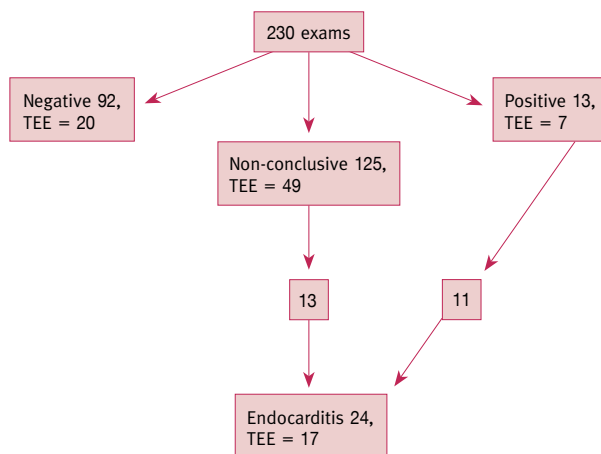 230 exams
Negative 92,
TEE = 20
Positive 13,
TEE = 7
Non-conclusive 125,
TEE = 49
13
11
Endocarditis 24,
TEE = 17